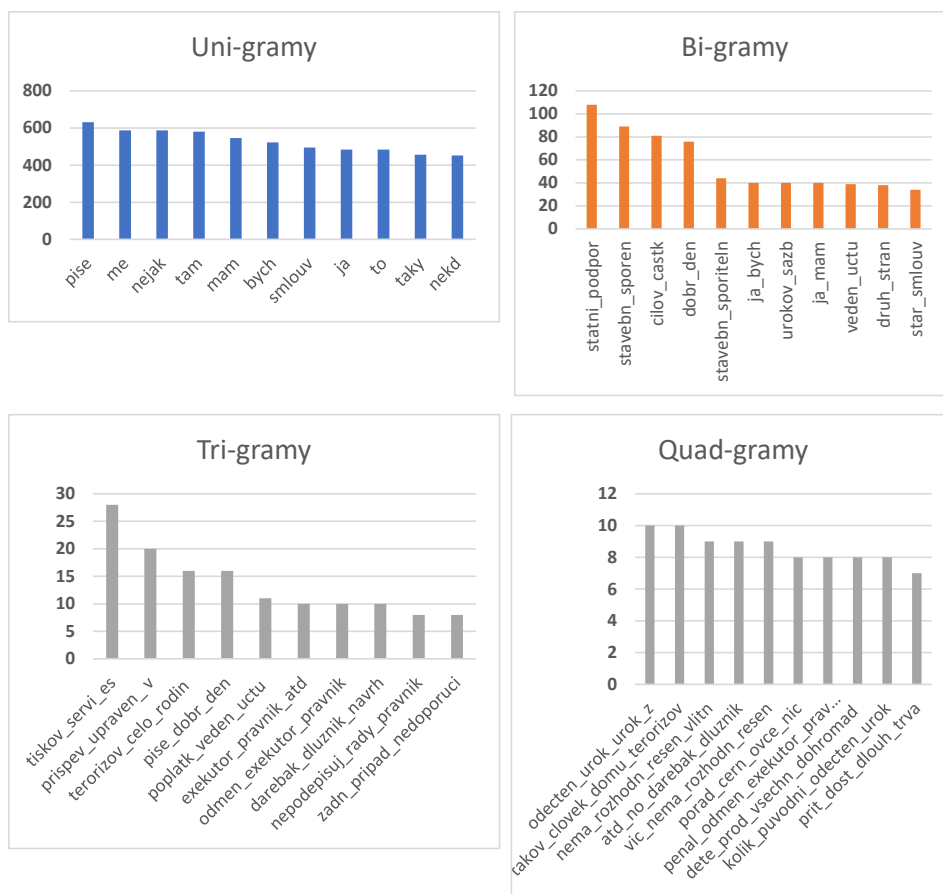 Uni-gramy
800
600
400
200
0
pise
me
nejak
tam
mam
bych
smlouv
ja
to
taky
nekd
Bi-gramy
120
100
80
60
40
20
0
statni_podpor
stavebn_sporen
cilov_castk
dobr_den
stavebn_sporiteln
ja_bych
urokov_sazb
ja_mam
veden_uctu
druh_stran
star_smlouv
Tri-gramy
30
25
20
15
10
5
0
tiskov_servi_es
prispev_upraven_v
terorizov_celo_rodin
pise_dobr_den
poplatk_veden_uctu
exekutor_pravnik_atd
odmen_exekutor_pravnik
darebak_dluznik_navrh
nepodepisuj_rady_pravnik
zadn_pripad_nedoporuci
Quad-gramy
12
10
8
6
4
2
0
odecten_urok_urok_z
takov_clovek_domu_terorizov
nema_rozhodn_resen_vlitn
atd_no_darebak_dluznik
vic_nema_rozhodn_resen
porad_cern_ovce_nic
penal_odmen_exekutor_prav...
dete_prod_vsechn_dohromad
kolik_puvodni_odecten_urok
prit_dost_dlouh_trva